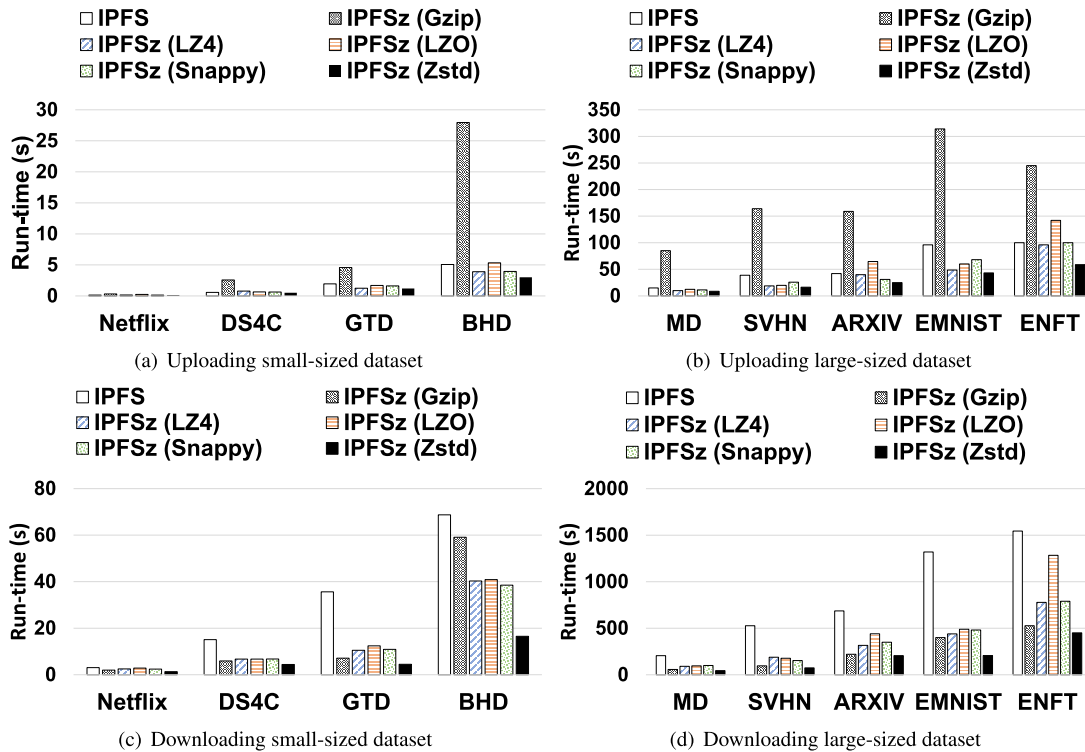 IPFS IPFSz (Gzip)
IPFSz (LZ4) IPFSz (LZO)
IPFSz (Snappy) IPFSz (Zstd)
Run-time (s)
30
25
20
15
10
5
0
Netflix DS4C GTD BHD
(a) Uploading small-sized dataset
IPFS IPFSz (Gzip)
IPFSz (LZ4) IPFSz (LZO)
IPFSz (Snappy) IPFSz (Zstd)
Run-time (s)
350
300
250
200
150
100
50
0
MD SVHN ARXIV EMNIST ENFT
(b) Uploading large-sized dataset
IPFS IPFSz (Gzip)
IPFSz (LZ4) IPFSz (LZO)
IPFSz (Snappy) IPFSz (Zstd)
Run-time (s)
80
60
40
20
0
Netflix DS4C GTD BHD
(c) Downloading small-sized dataset
IPFS IPFSz (Gzip)
IPFSz (LZ4) IPFSz (LZO)
IPFSz (Snappy) IPFSz (Zstd)
Run-time (s)
2000
1500
1000
500
0
MD SVHN ARXIV EMNIST ENFT
(d) Downloading large-sized dataset